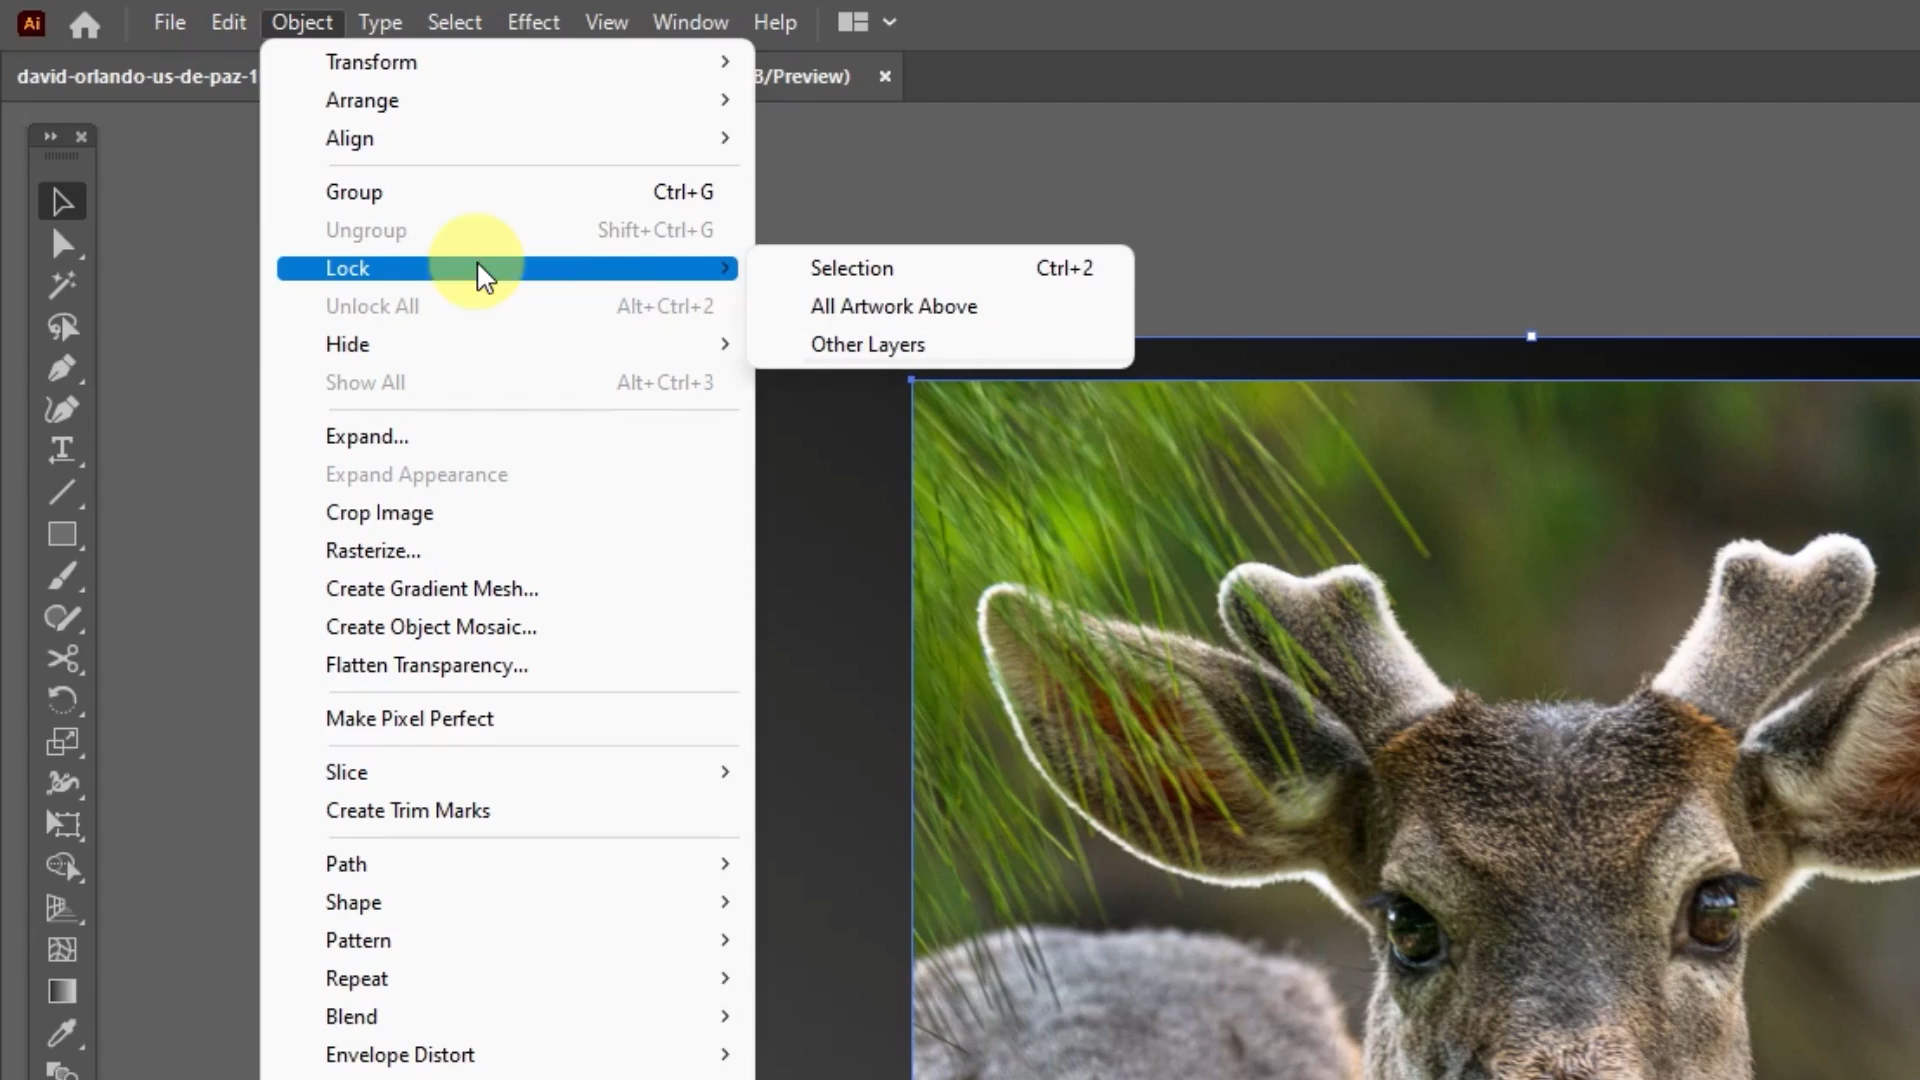 Ai File Edit Object Type Select Effect View Window Help
david-orlando-us-de-paz-1 B/Preview) ×
Transform
Arrange
Align
Group Ctrl+G
Ungroup Shift+Ctrl+G
Lock
Selection Ctrl+2
Unlock All Alt+Ctrl+2
All Artwork Above
Hide
Other Layers
Show All Alt+Ctrl+3
Expand...
Expand Appearance
Crop Image
Rasterize...
Create Gradient Mesh...
Create Object Mosaic...
Flatten Transparency...
Make Pixel Perfect
Slice
Create Trim Marks
Path
Shape
Pattern
Repeat
Blend
Envelope Distort